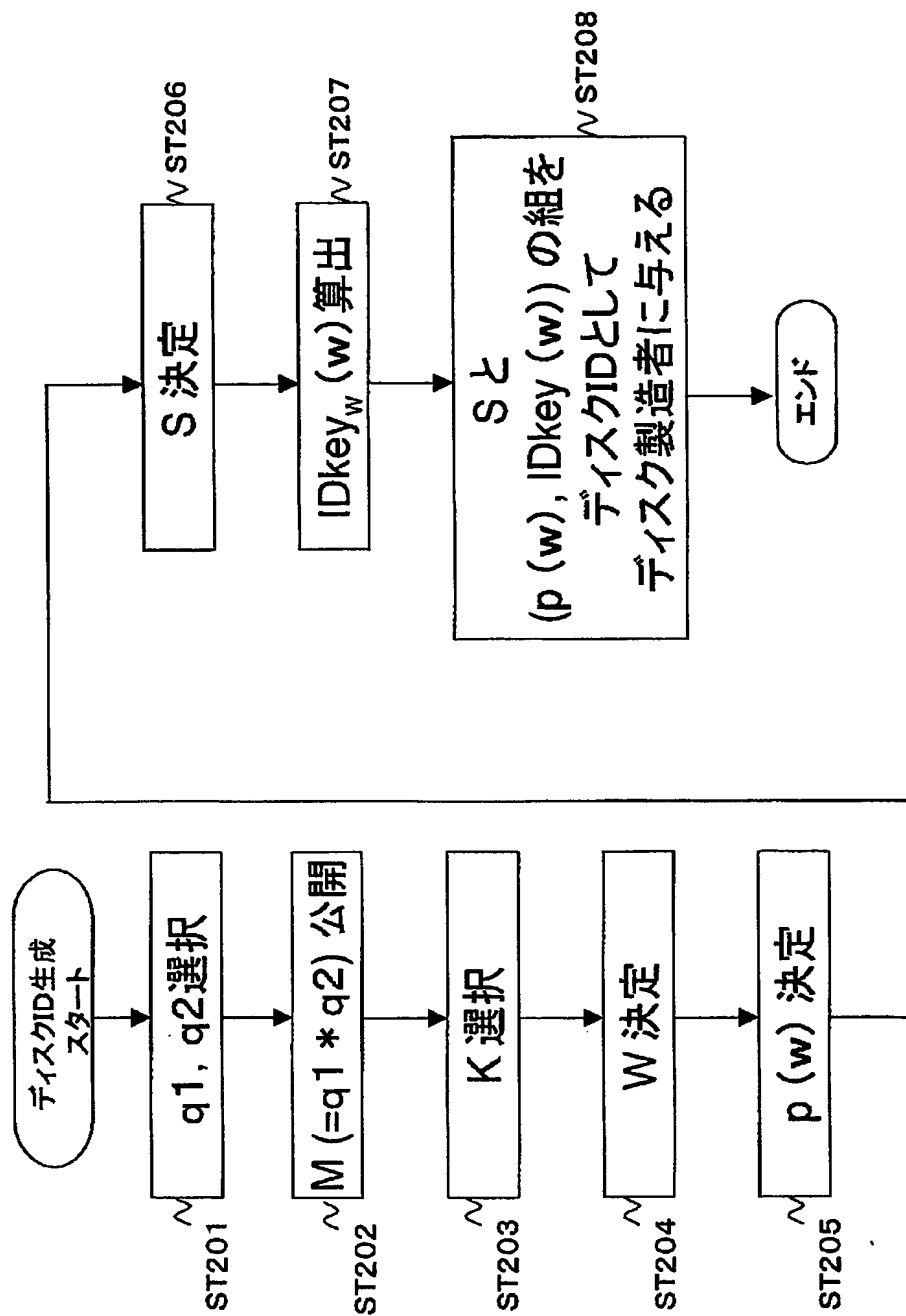 ディスクID生成
スタート
q1, q2選択
ST201
M (=q1 * q2) 公開
ST202
K 選択
ST203
W 決定
ST204
p (w) 決定
ST205
S 決定
ST206
IDkeyw (w) 算出
ST207
S と
(p (w) , IDkey (w)) の組を
ディスクIDとして
ディスク製造者に与える
ST208
エンド